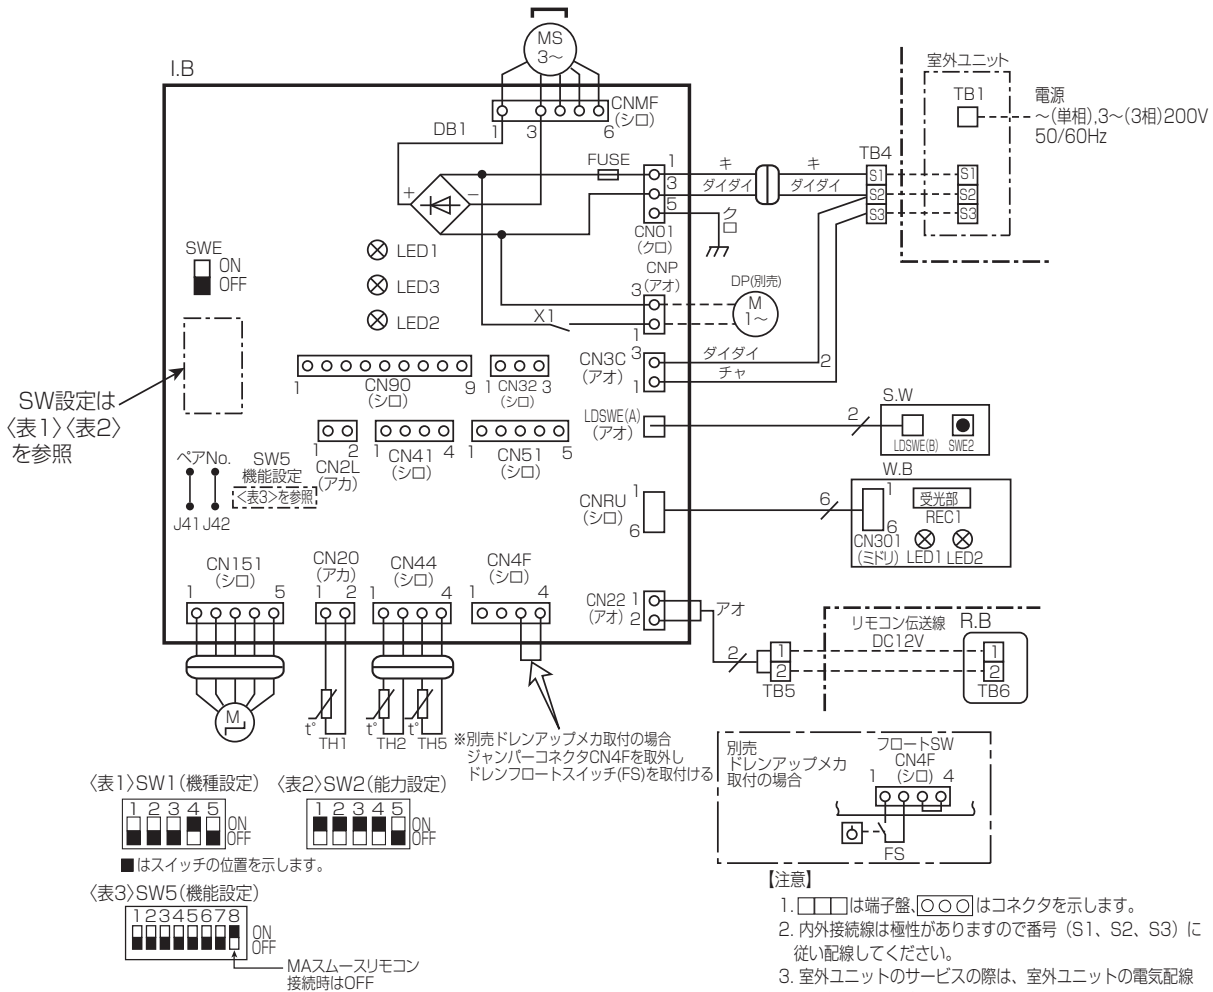 MS
3～
I.B
CNMF
(シロ)
DB1
1
3
6
室外ユニット
TB1
電源
～(単相),3～(3相)200V
50/60Hz
FUSE
1
3
5
キ
キ
ダイダイ
ダイダイ
TB4
S1
S2
S3
S1
S2
S3
＋
－
CN01
(クロ)
クロ
SWE
ON
OFF
LED1
LED3
LED2
CNP
(アオ)
3
1
X1
DP(別売)
M
1～
SW設定は
〈表1〉〈表2〉
を参照
1
CN90
(シロ)
9
1
CN32
(シロ)
3
CN3C
(アオ)
3
1
ダイダイ
チャ
2
1
2
CN2L
(アカ)
1
CN41
(シロ)
4
1
CN51
(シロ)
5
LDSWE(A)
(アオ)
2
S.W
LDSWE(B)
SWE2
ペアNo.
J41
J42
SW5
機能設定
<表3>を参照
CNRU
(シロ)
1
6
6
W.B
1
6
CN301
(ミドリ)
受光部
REC1
LED1
LED2
CN151
(シロ)
1
5
CN20
(アカ)
1
2
CN44
(シロ)
1
4
CN4F
(シロ)
1
4
CN22
(アオ)
1
2
アオ
2
1
2
TB5
リモコン伝送線
DC12V
R.B
1
2
TB6
M
t°
TH1
t°
TH2
t°
TH5
※別売ドレンアップメカ取付の場合
ジャンパーコネクタCN4Fを取外し
ドレンフロートスイッチ(FS)を取付ける
別売
ドレンアップメカ
取付の場合
フロートSW
CN4F
(シロ)
1
4
FS
〈表1〉SW1(機種設定)
1 2 3 4 5
ON
OFF
〈表2〉SW2(能力設定)
1 2 3 4 5
ON
OFF
■はスイッチの位置を示します。
〈表3〉SW5(機能設定)
12345678
ON
OFF
MAスムースリモコン
接続時はOFF
【注意】
1. □□□は端子盤、○○○はコネクタを示します。
2. 内外接続線は極性がありますので番号（S1、S2、S3）に
従い配線してください。
3. 室外ユニットのサービスの際は、室外ユニットの電気配線